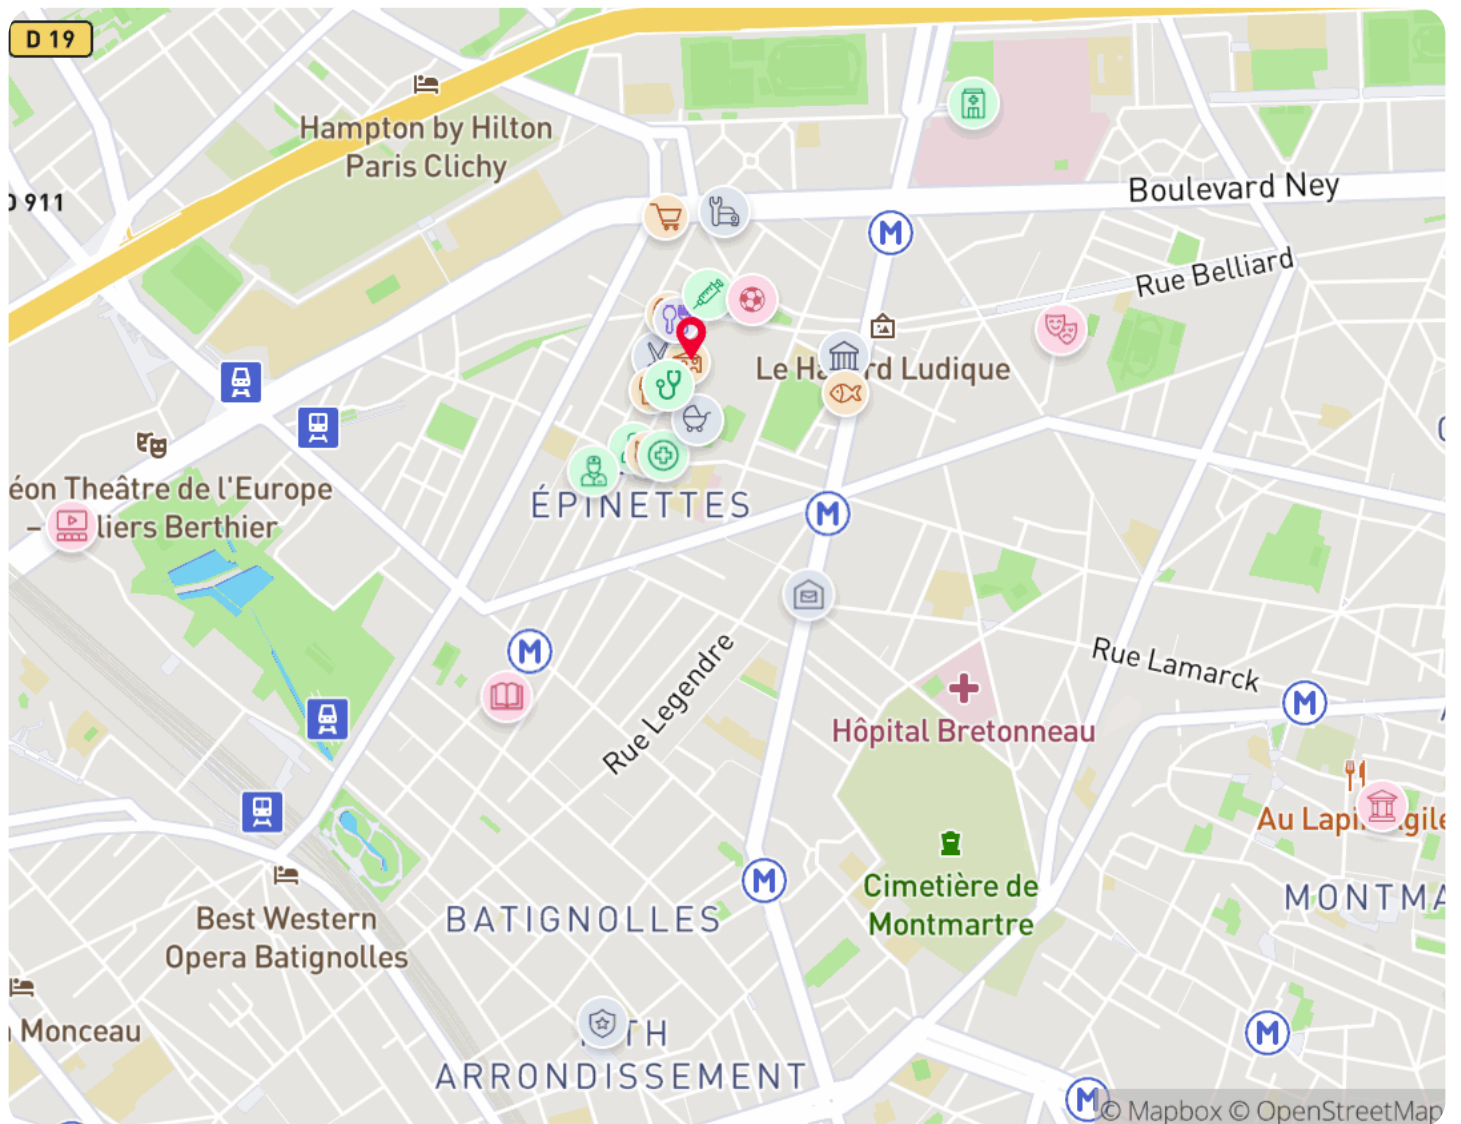 D 19
Hampton by Hilton
Paris Clichy
D 911
Boulevard Ney
M
Rue Belliard
Le Ha rd Ludique
éon Theâtre de l'Europe
– liers Berthier
ÉPINETTES
M
M
Rue Legendre
Rue Lamarck
M
Hôpital Bretonneau
Au Lapi gile
M
Cimetière de
Montmartre
MONTMA
BATIGNOLLES
Best Western
Opera Batignolles
Monceau
TH
ARRONDISSEMENT
M
M
© Mapbox © OpenStreetMap